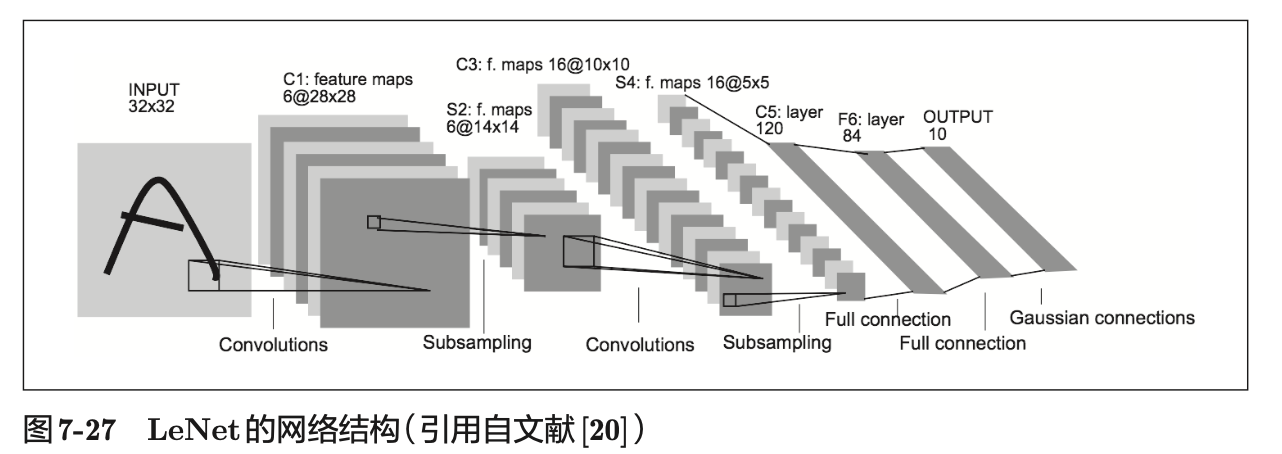 INPUT
32x32
C1: feature maps
6@28x28
S2: f. maps
6@14x14
C3: f. maps 16@10x10
S4: f. maps 16@5x5
C5: layer
120
F6: layer
84
OUTPUT
10
A
Convolutions
Subsampling
Convolutions
Subsampling
Full connection
Full connection
Gaussian connections
图7-27 LeNet的网络结构(引用自文献[20])